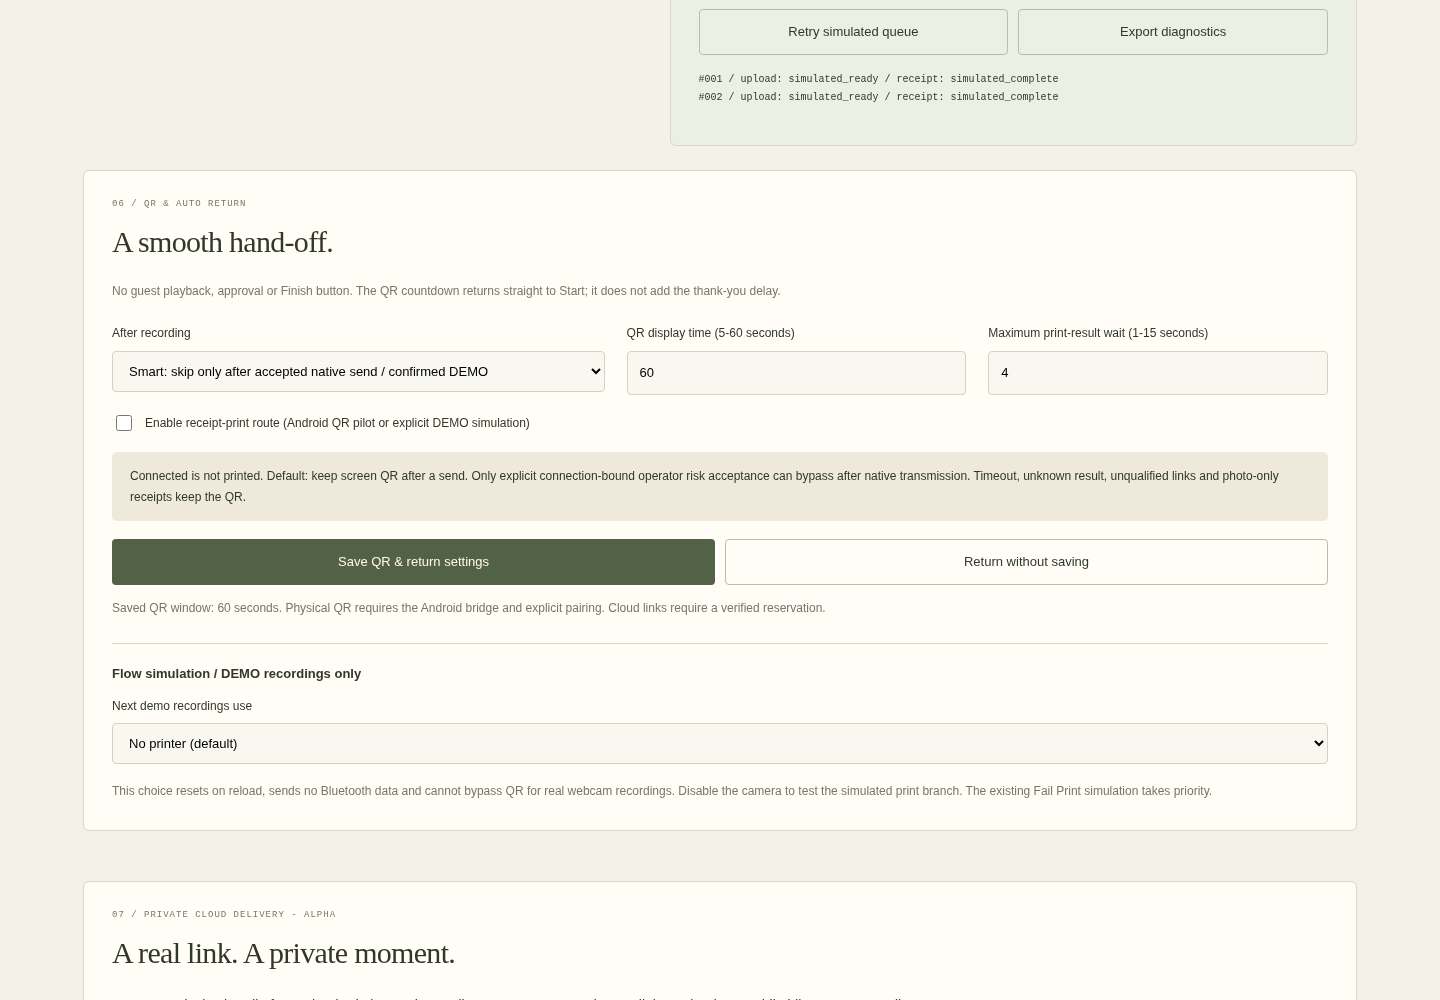 Retry simulated queue
Export diagnostics
#001 / upload: simulated_ready / receipt: simulated_complete
#002 / upload: simulated_ready / receipt: simulated_complete
06 / QR & AUTO RETURN
A smooth hand-off.
No guest playback, approval or Finish button. The QR countdown returns straight to Start; it does not add the thank-you delay.
After recording
QR display time (5-60 seconds)
Maximum print-result wait (1-15 seconds)
Smart: skip only after accepted native send / confirmed DEMO
60
4
Enable receipt-print route (Android QR pilot or explicit DEMO simulation)
Connected is not printed. Default: keep screen QR after a send. Only explicit connection-bound operator risk acceptance can bypass after native transmission. Timeout, unknown result, unqualified links and photo-only
receipts keep the QR.
Save QR & return settings
Return without saving
Saved QR window: 60 seconds. Physical QR requires the Android bridge and explicit pairing. Cloud links require a verified reservation.
Flow simulation / DEMO recordings only
Next demo recordings use
No printer (default)
This choice resets on reload, sends no Bluetooth data and cannot bypass QR for real webcam recordings. Disable the camera to test the simulated print branch. The existing Fail Print simulation takes priority.
07 / PRIVATE CLOUD DELIVERY - ALPHA
A real link. A private moment.